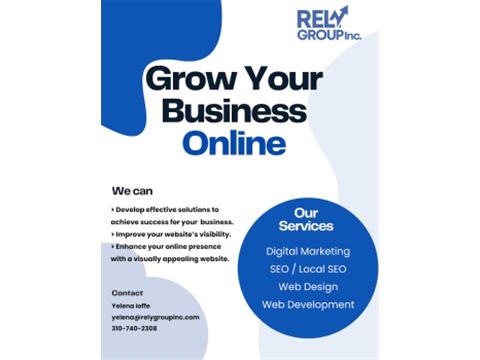 RELY
GROUP Inc.
Grow Your
Business
Online
We can
> Develop effective solutions to
achieve success for your business.
> Improve your website's visibility.
> Enhance your online presence
with a visually appealing website.
Our
Services
Digital Marketing
SEO / Local SEO
Web Design
Web Development
Contact
Yelena Ioffe
yelena@relygroupinc.com
310-740-2308